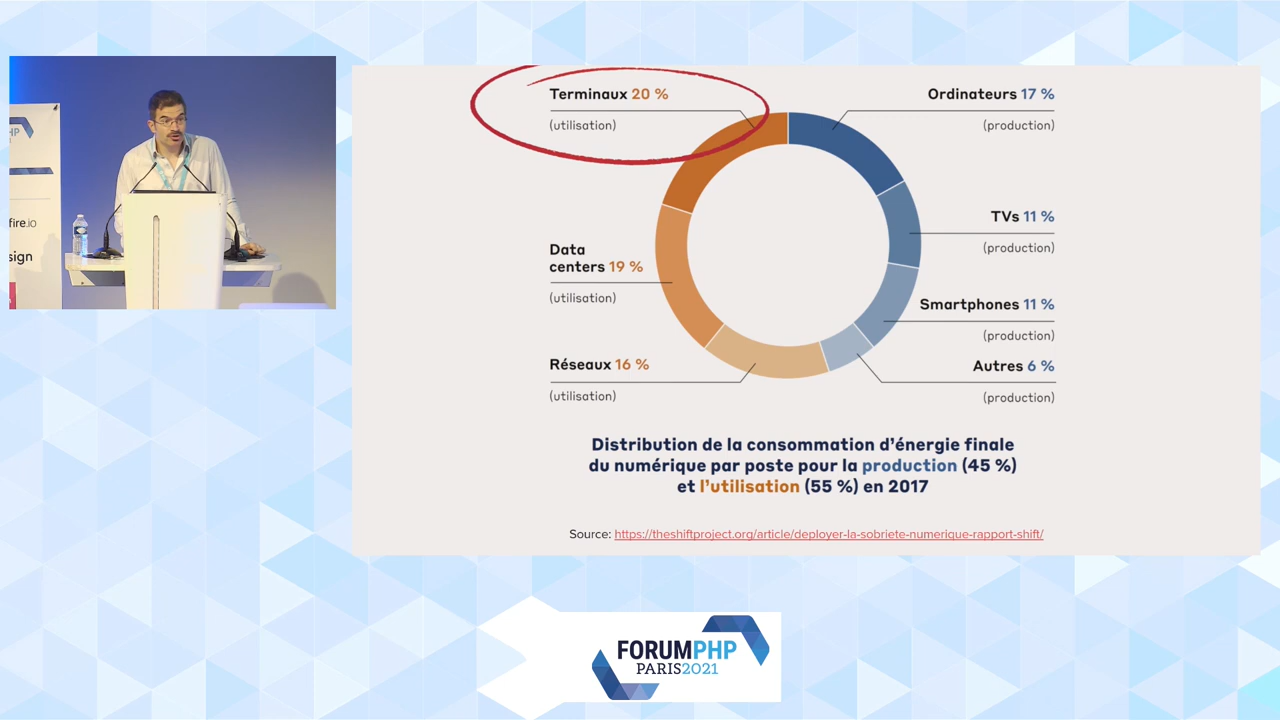 HP
fire.io
sign
Terminaux 20 %
(utilisation)
Ordinateurs 17 %
(production)
TVs 11 %
(production)
Data
centers 19 %
(utilisation)
Smartphones 11 %
(production)
Réseaux 16 %
(utilisation)
Autres 6 %
(production)
Distribution de la consommation d'énergie finale
du numérique par poste pour la production (45 %)
et l'utilisation (55 %) en 2017
Source: https://theshiftproject.org/article/deployer-la-sobriete-numerique-rapport-shift/
FORUMPHP
PARIS2021